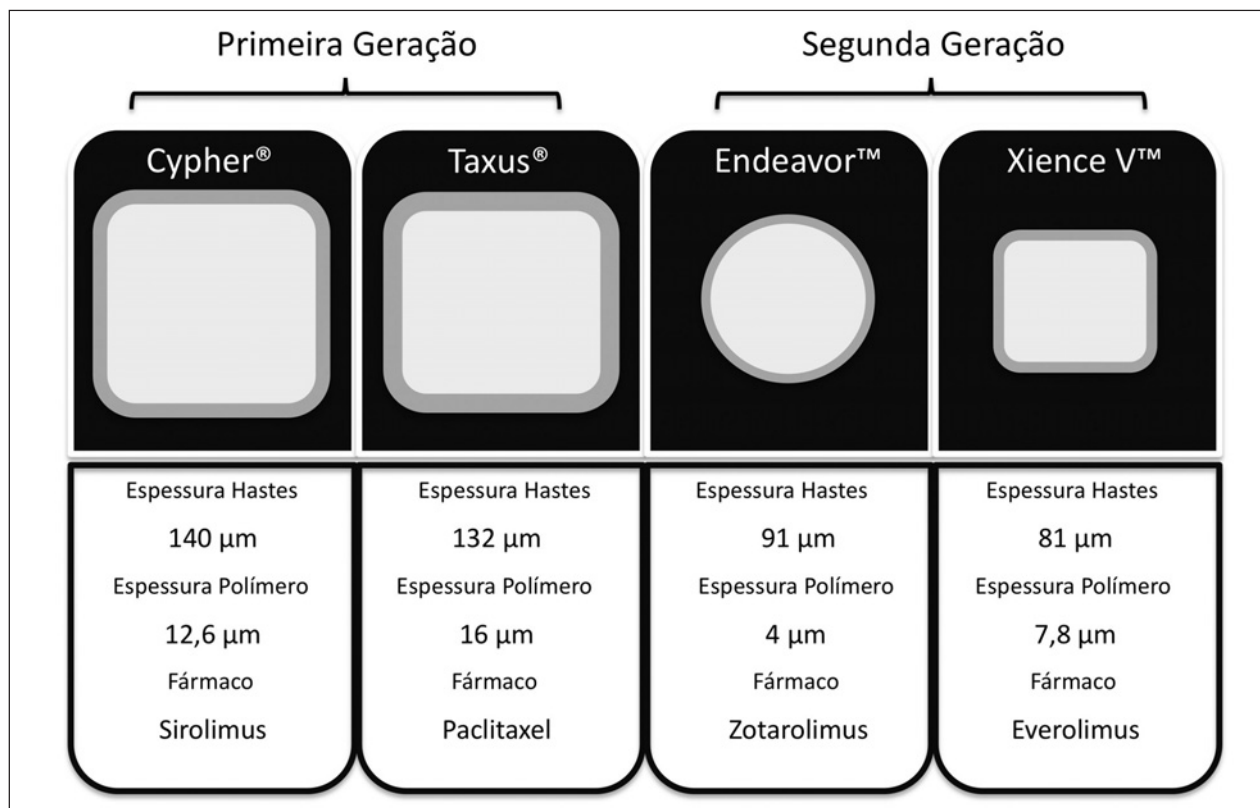 Primeira Geração
Segunda Geração
Cypher®
Taxus®
Endeavor™
Xience V™
Espessura Hastes
140 µm
Espessura Polímero
12,6 µm
Fármaco
Sirolimus
Espessura Hastes
132 µm
Espessura Polímero
16 µm
Fármaco
Paclitaxel
Espessura Hastes
91 µm
Espessura Polímero
4 µm
Fármaco
Zotarolimus
Espessura Hastes
81 µm
Espessura Polímero
7,8 µm
Fármaco
Everolimus